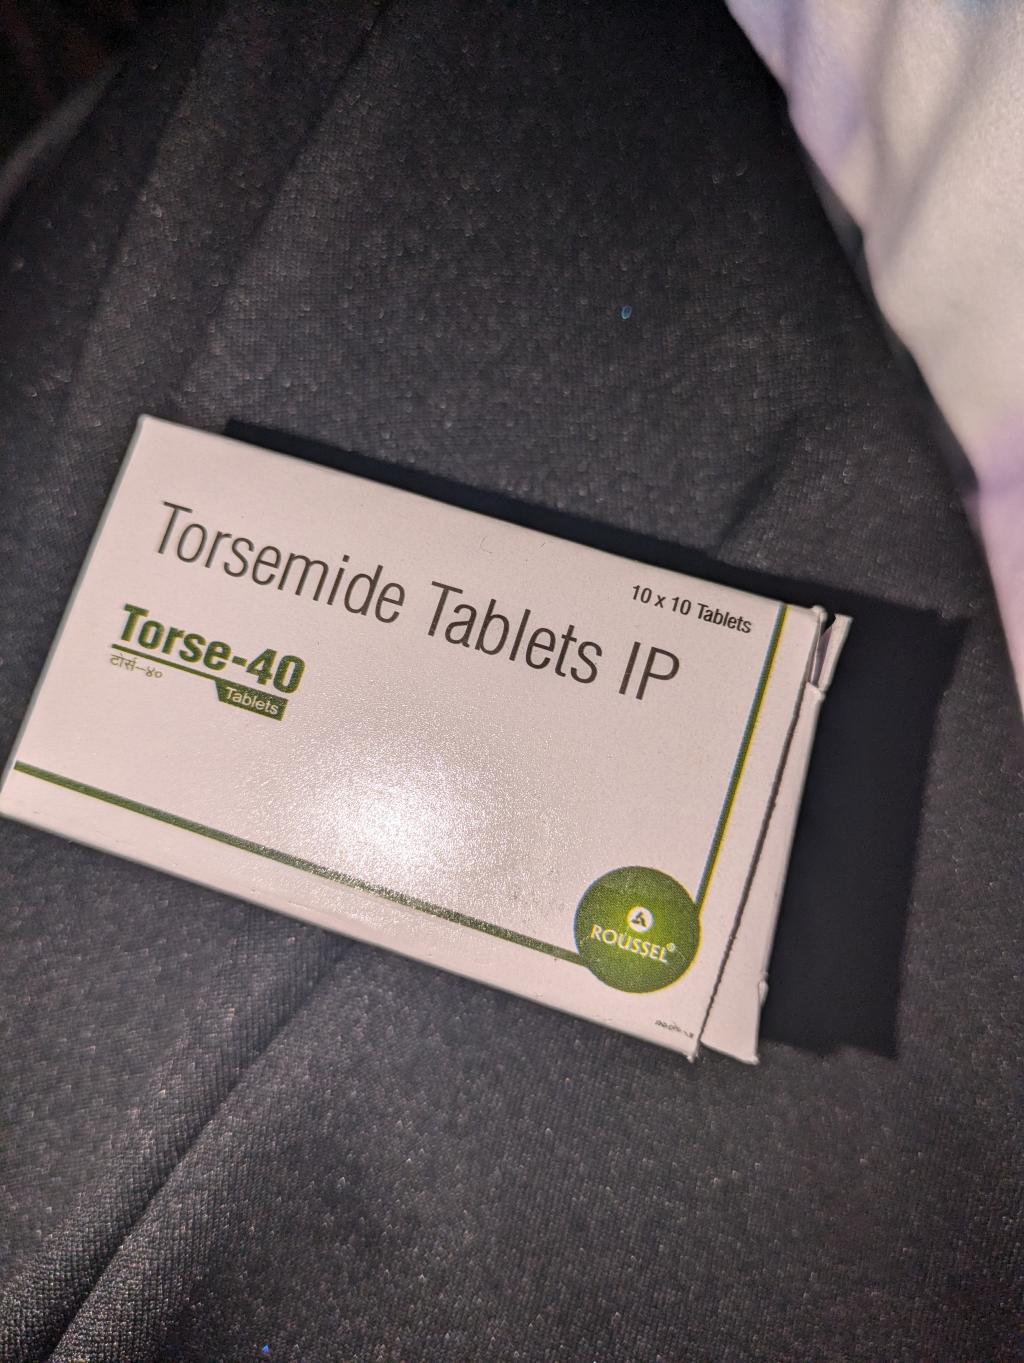 Torsemide Tablets IP
10 x 10 Tablets
Torse-40
टोर्स-४०
Tablets
ROUSSEL®